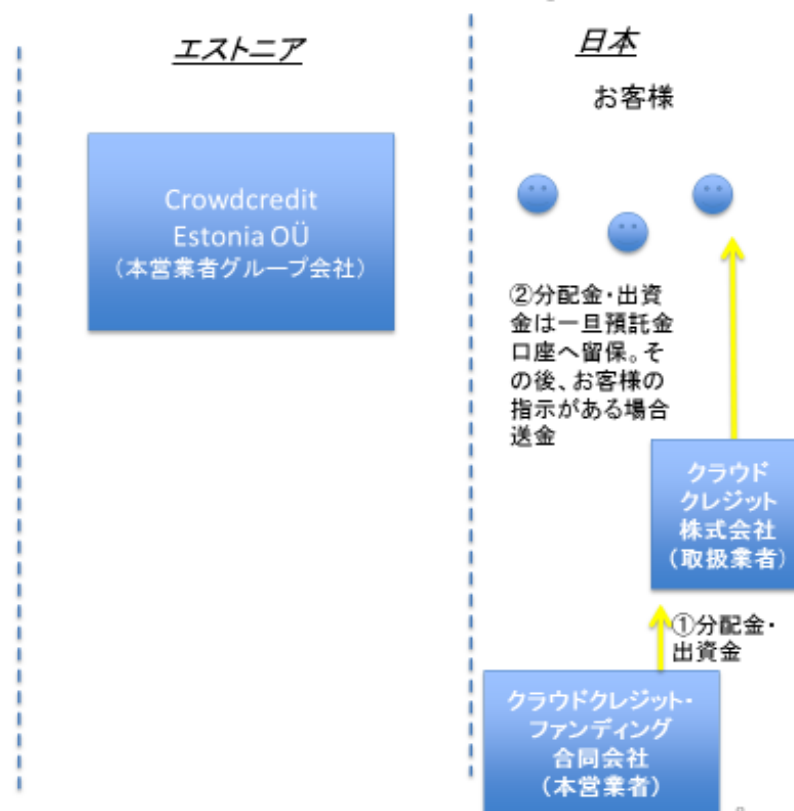 エストニア
日本
お客様
Crowdcredit
Estonia OÜ
（本営業者グループ会社）
②分配金・出資
金は一旦預託金
口座へ留保。そ
の後、お客様の
指示がある場合
送金
クラウド
クレジット
株式会社
（取扱業者）
①分配金・
出資金
クラウドクレジット・
ファンディング
合同会社
（本営業者）